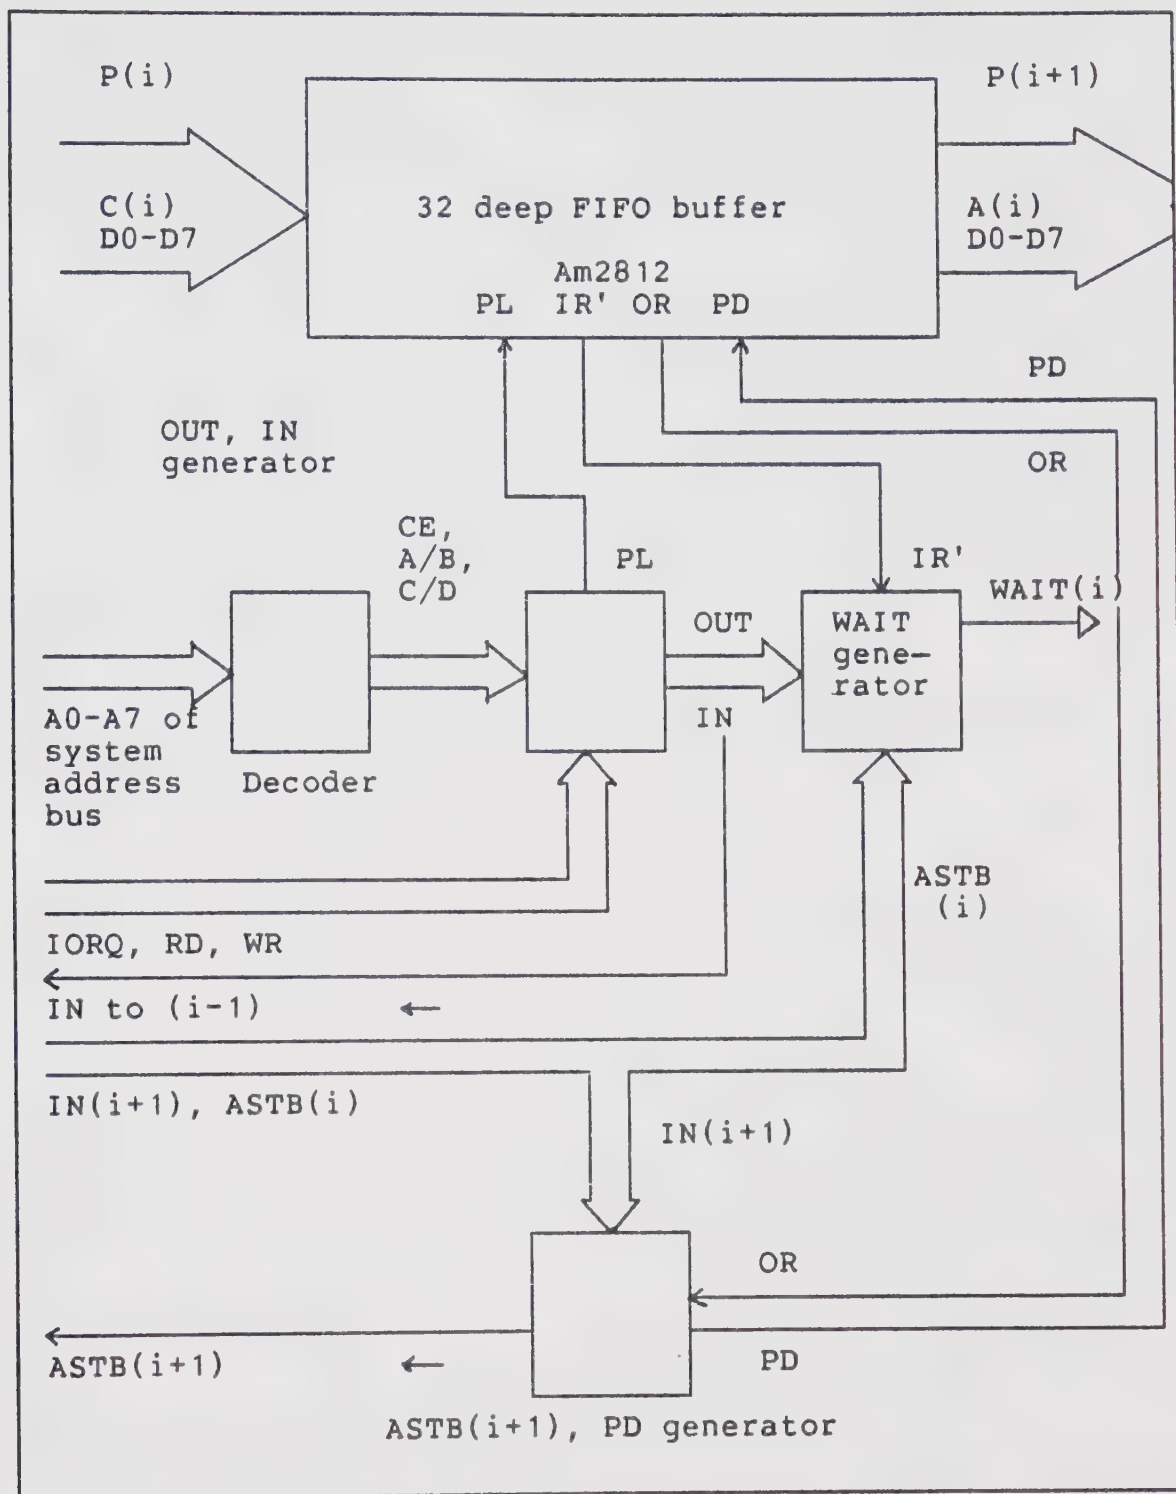 P(i)
P(i+1)
C(i)
D0-D7
32 deep FIFO buffer
A(i)
D0-D7
Am2812
PL IR' OR PD
PD
OUT, IN
generator
OR
CE,
A/B,
C/D
PL
IR'
WAIT(i)
OUT
WAIT
gene-
rator
IN
A0-A7 of
system
address
bus
Decoder
ASTB
(i)
IORQ, RD, WR
IN to (i-1)
IN(i+1), ASTB(i)
IN(i+1)
OR
ASTB(i+1)
PD
ASTB(i+1), PD generator